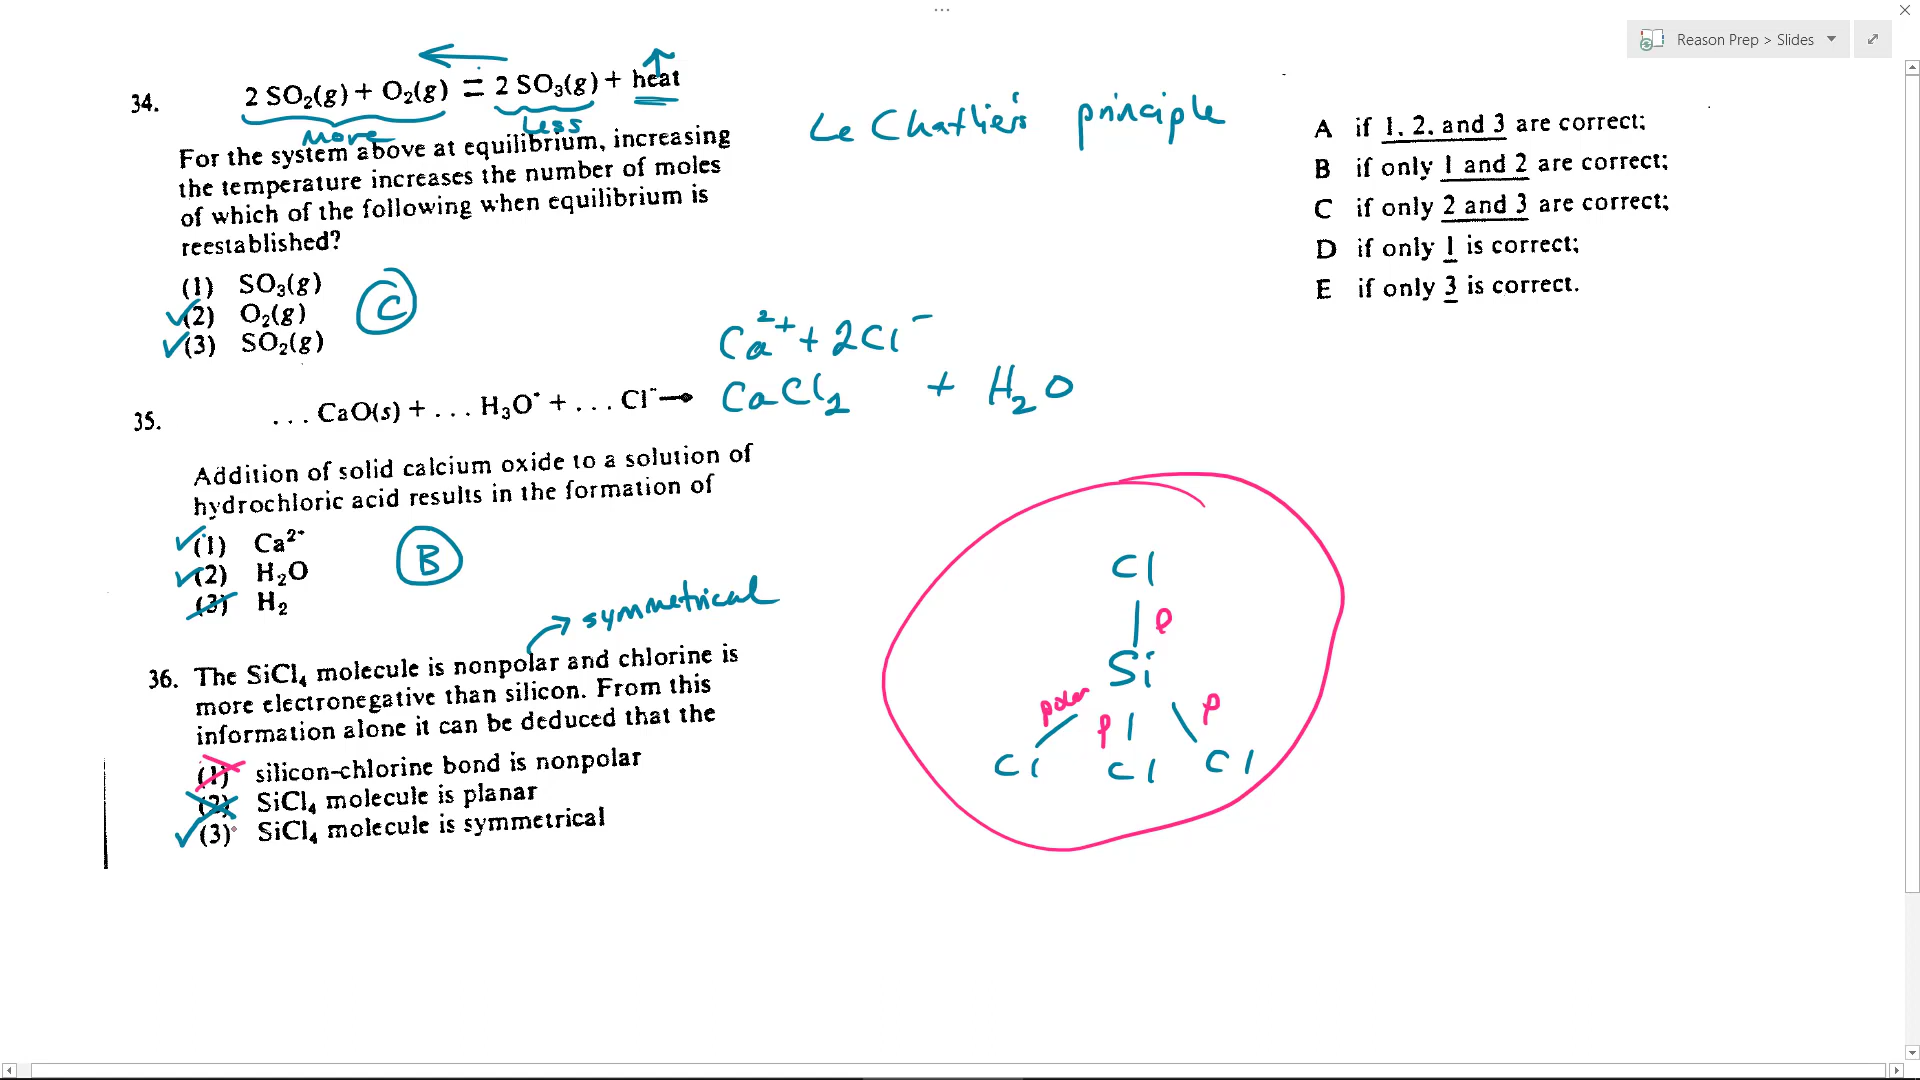 Reason Prep > Slides
34. 2 SO₂(g) + O₂(g) = 2 SO₃(g) + heat
More Less
For the system above at equilibrium, increasing
the temperature increases the number of moles
of which of the following when equilibrium is
reestablished?
(1) SO₃(g)
(2) O₂(g)
(3) SO₂(g)
C
Le Chatlier's principle
A if 1, 2, and 3 are correct;
B if only 1 and 2 are correct;
C if only 2 and 3 are correct;
D if only 1 is correct;
E if only 3 is correct.
Ca²⁺ + 2Cl⁻
35. ... CaO(s) + ... H₃O⁺ + ... Cl⁻ → CaCl₂ + H₂O
Addition of solid calcium oxide to a solution of
hydrochloric acid results in the formation of
(1) Ca²⁺
(2) H₂O
(3) H₂
B
symmetrical
36. The SiCl₄ molecule is nonpolar and chlorine is
more electronegative than silicon. From this
information alone it can be deduced that the
(1) silicon-chlorine bond is nonpolar
(2) SiCl₄ molecule is planar
(3) SiCl₄ molecule is symmetrical
Cl
P
Si
polar P P
Cl Cl Cl